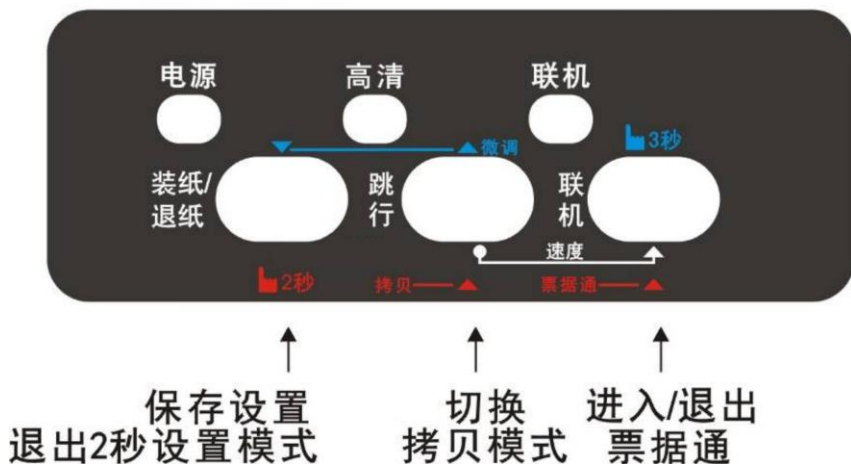 电源 高清 联机
3秒
微调
装纸/ 跳 联
退纸 行 机
速度
2秒 拷贝 票据通
保存设置 切换 进入/退出
退出2秒设置模式 拷贝模式 票据通